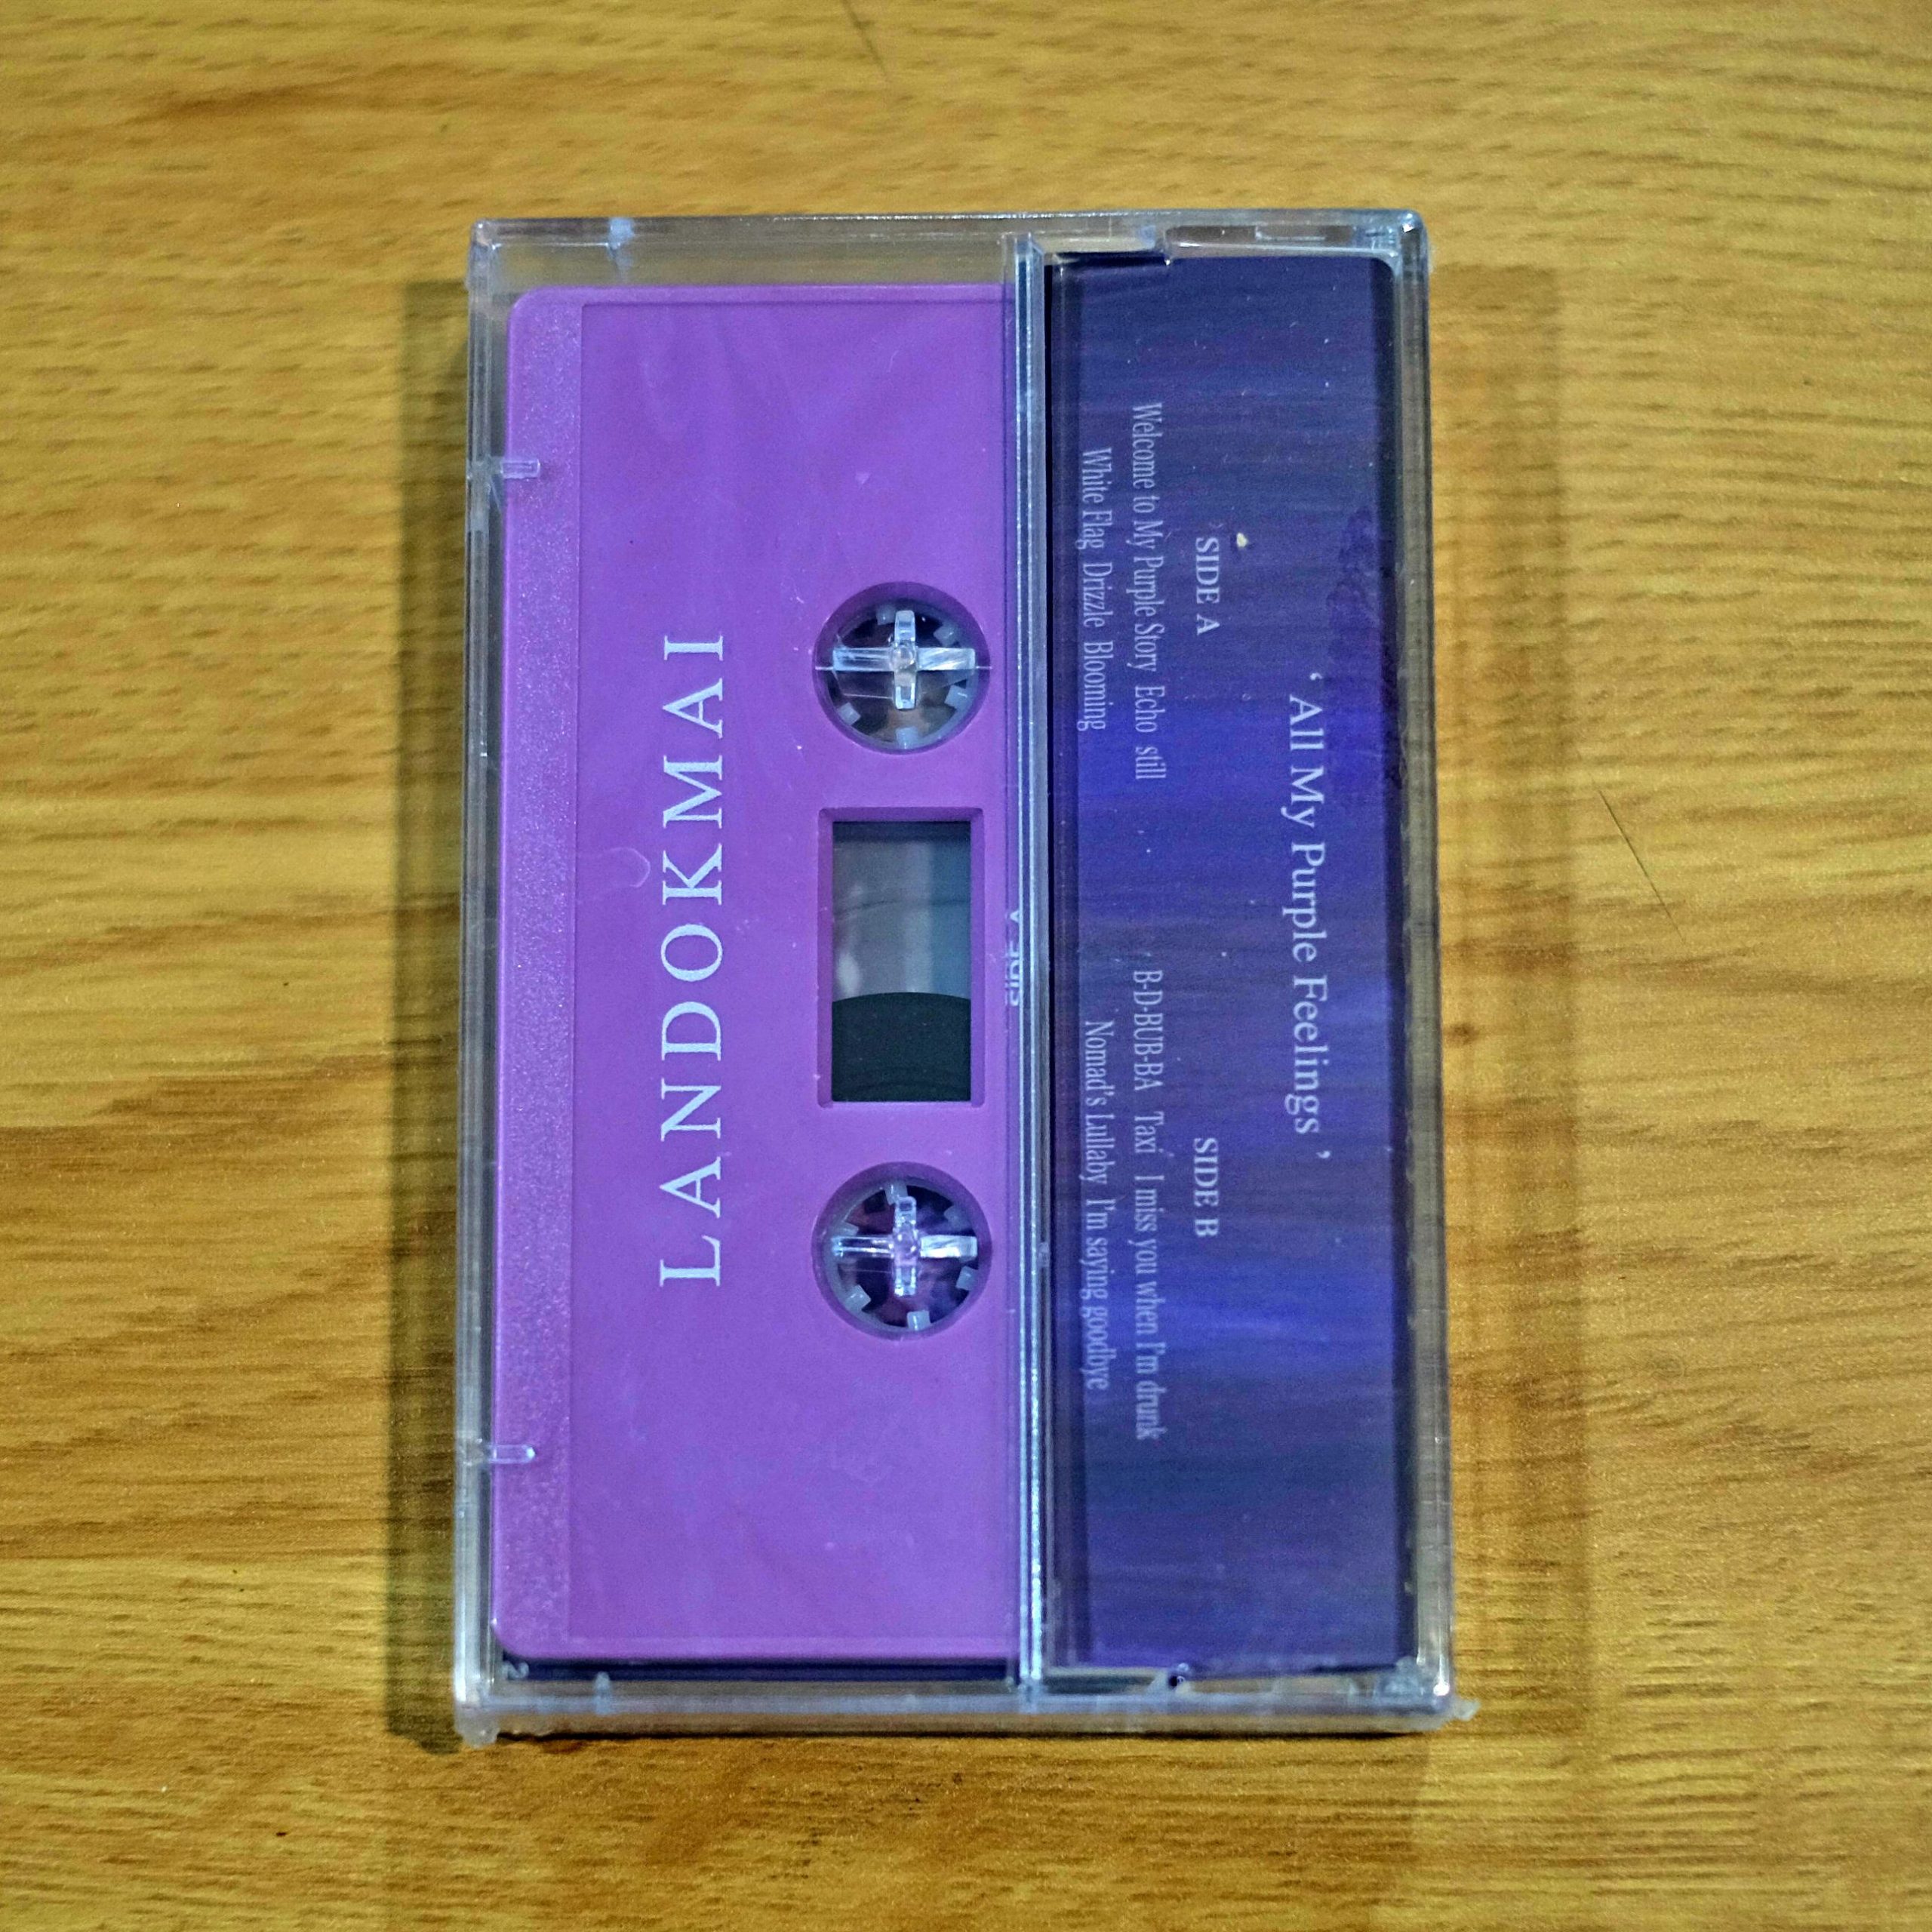 LANDOKMAI
SIDE A
‘ All My Purple Feelings ’
SIDE A
Welcome to My Purple Story Echo still
White Flag Drizzle Blooming
SIDE B
B-D-BUB-BA Taxi I miss you when I'm drunk
Nomad's Lullaby I'm saying goodbye